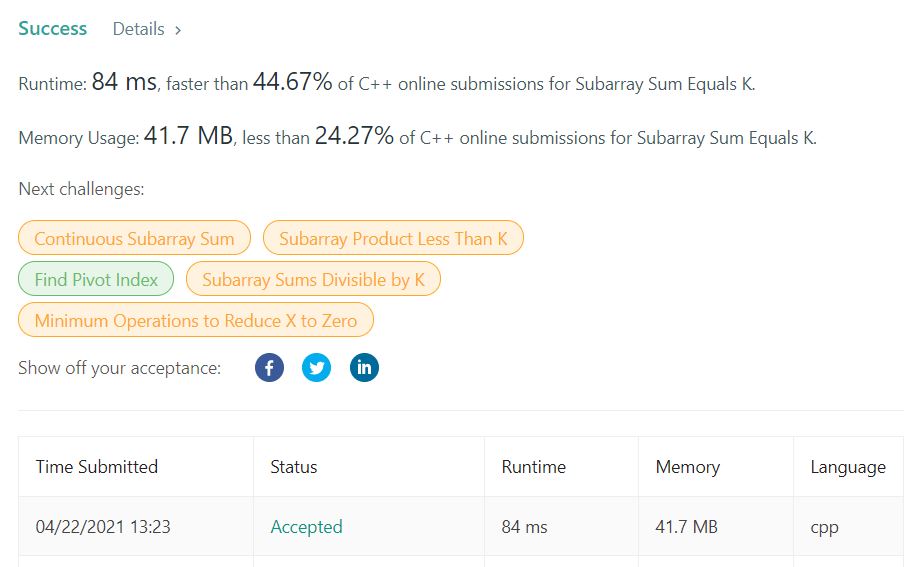 Success Details >
Runtime: 84 ms, faster than 44.67% of C++ online submissions for Subarray Sum Equals K.
Memory Usage: 41.7 MB, less than 24.27% of C++ online submissions for Subarray Sum Equals K.
Next challenges:
Continuous Subarray Sum Subarray Product Less Than K
Find Pivot Index Subarray Sums Divisible by K
Minimum Operations to Reduce X to Zero
Show off your acceptance: f in
Time Submitted Status Runtime Memory Language
04/22/2021 13:23 Accepted 84 ms 41.7 MB cpp